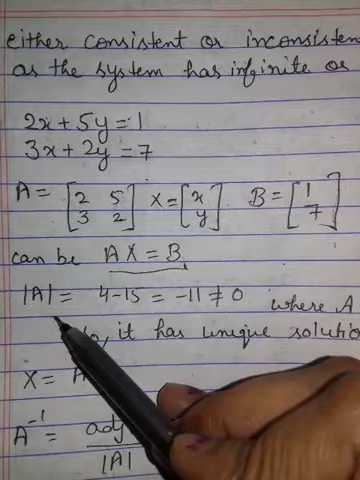 either consistent or inconsisten
as the system has infinite or
2x + 5y = 1
3x + 2y = 7
A = [2 5 3 2] X = [x y] B = [1 7]
can be AX = B
|A| = 4 - 15 = -11 ≠ 0 where A
it has unique solutio
X = A
A⁻¹ = adj
|A|